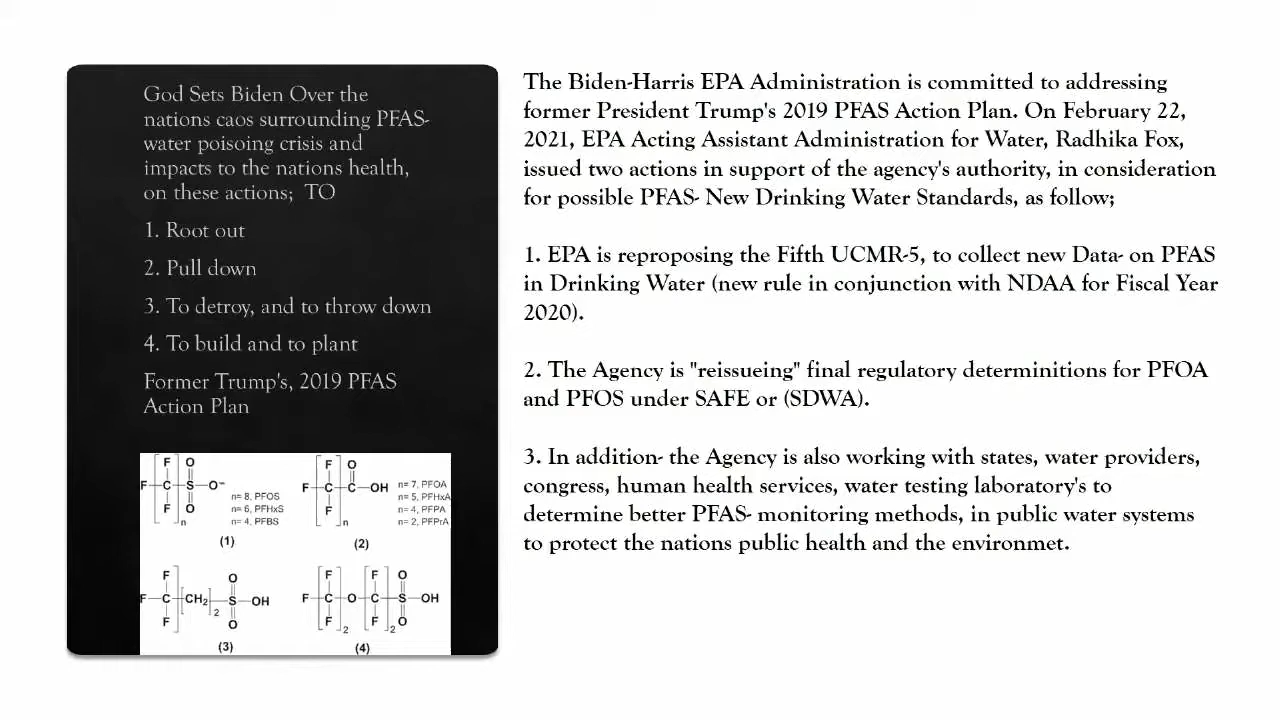 God Sets Biden Over the
nations caos surrounding PFAS-
water poisoing crisis and
impacts to the nations health,
on these actions;  TO
1. Root out
2. Pull down
3. To detroy, and to throw down
4. To build and to plant
Former Trump's, 2019 PFAS
Action Plan
F O
F C S O–
F O
n
n= 8, PFOS
n= 6, PFHxS
n= 4, PFBS
(1)
F O
F C C OH
F
n
n= 7, PFOA
n= 5, PFHxA
n= 4, PFPA
n= 2, PFPrA
(2)
F O
F C CH2 S OH
F 2 O
(3)
F F O
F C O C S OH
F 2 F 2 O
(4)
The Biden-Harris EPA Administration is committed to addressing
former President Trump's 2019 PFAS Action Plan. On February 22,
2021, EPA Acting Assistant Administration for Water, Radhika Fox,
issued two actions in support of the agency's authority, in consideration
for possible PFAS- New Drinking Water Standards, as follow;
1. EPA is reproposing the Fifth UCMR-5, to collect new Data- on PFAS
in Drinking Water (new rule in conjunction with NDAA for Fiscal Year
2020).
2. The Agency is "reissueing" final regulatory determinitions for PFOA
and PFOS under SAFE or (SDWA).
3. In addition- the Agency is also working with states, water providers,
congress, human health services, water testing laboratory's to
determine better PFAS- monitoring methods, in public water systems
to protect the nations public health and the environmet.